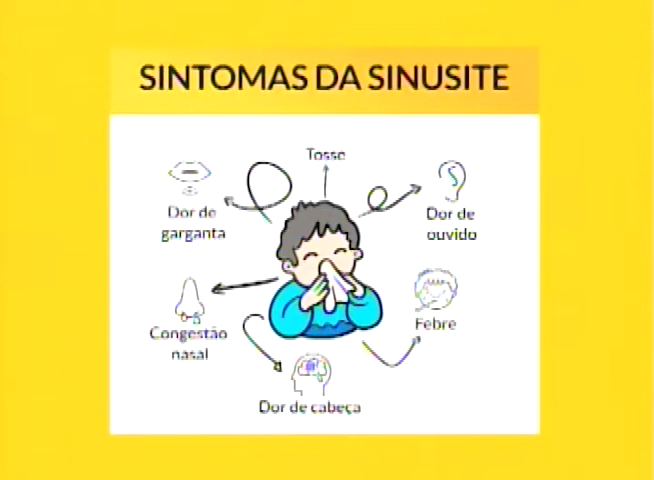 SINTOMAS DA SINUSITE
Tosse
Dor de
garganta
Dor de
ouvido
Congestão
nasal
Febre
Dor de cabeça